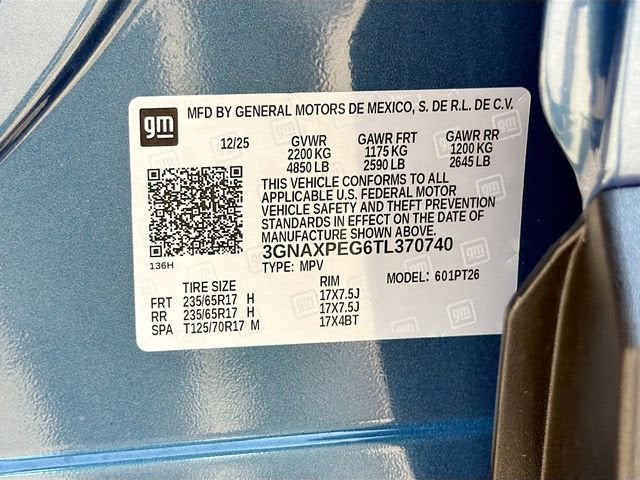 gm
MFD BY GENERAL MOTORS DE MEXICO, S. DE R.L. DE C.V.
12/25 GVWR GAWR FRT GAWR RR
2200 KG 1175 KG 1200 KG
4850 LB 2590 LB 2645 LB
THIS VEHICLE CONFORMS TO ALL
APPLICABLE U.S. FEDERAL MOTOR
VEHICLE SAFETY AND THEFT PREVENTION
STANDARDS IN EFFECT ON THE DATE OF
MANUFACTURE SHOWN ABOVE.
3GNAXPEG6TL370740
136H
TYPE: MPV MODEL: 601PT26
TIRE SIZE RIM
FRT 235/65R17 H 17X7.5J
RR 235/65R17 H 17X7.5J
SPA T125/70R17 M 17X4BT